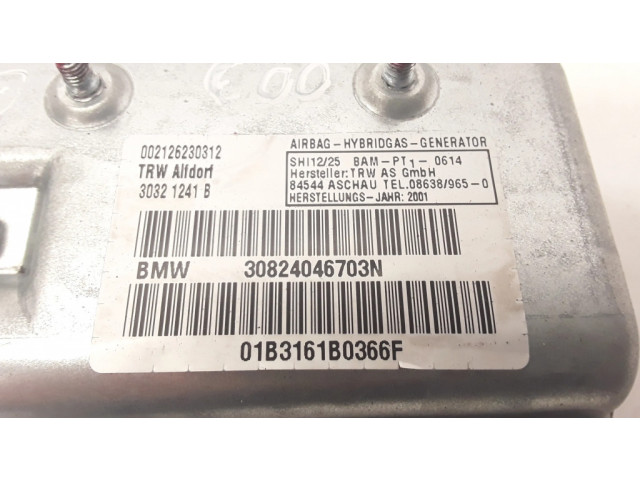 002126230312
TRW Alfdorf
3032 1241 B
AIRBAG-HYBRIDGAS-GENERATOR
SHI12/25 BAM-PT1-0614
Hersteller:TRW AS GmbH
84544 ASCHAU TEL.08638/965-0
HERSTELLUNGS-JAHR:2001
BMW 30824046703N
01B3161B0366F